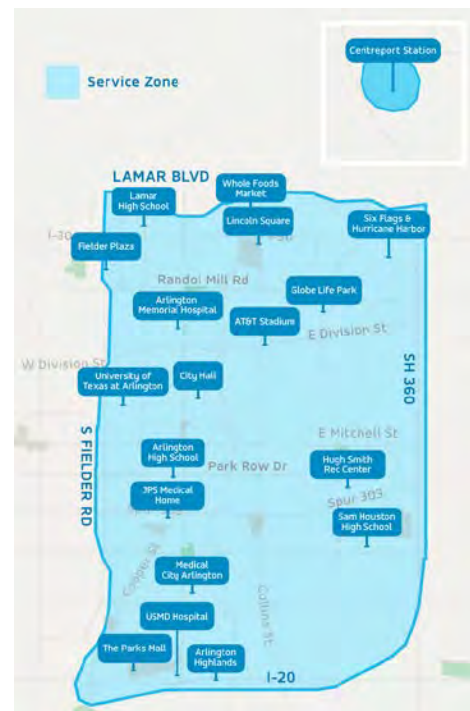 Centreport Station
Service Zone
LAMAR BLVD
Whole Foods
Market
Lamar
High School
Lincoln Square
Six Flags &
Hurricane Harbor
I-30
Fielder Plaza
Randol Mill Rd
Globe Life Park
Arlington
Memorial Hospital
AT&T Stadium
E Division St
W Division St
SH 360
University of
Texas at Arlington
City Hall
S FIELDER RD
E Mitchell St
Arlington
High School
Park Row Dr
Hugh Smith
Rec Center
JPS Medical
Home
Spur 303
Sam Houston
High School
Cooper St
Medical
City Arlington
Collins St
USMD Hospital
The Parks Mall
Arlington
Highlands
I-20